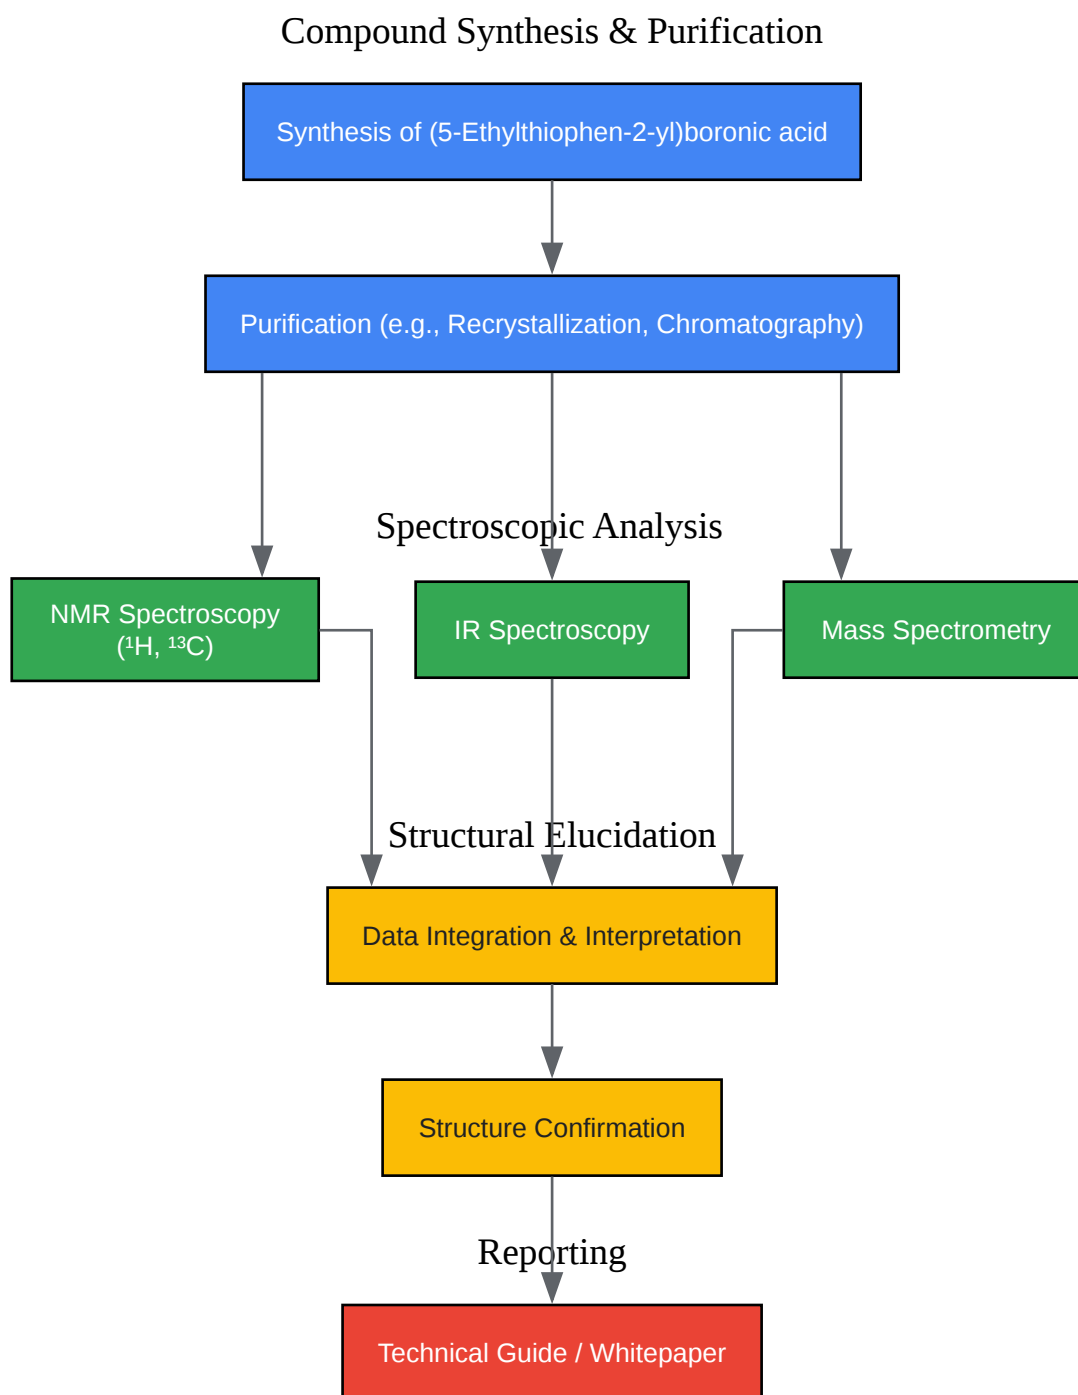 Compound Synthesis & Purification
Synthesis of (5-Ethylthiophen-2-yl)boronic acid
Purification (e.g., Recrystallization, Chromatography)
Spectroscopic Analysis
NMR Spectroscopy
(¹H, ¹³C)
IR Spectroscopy
Mass Spectrometry
Structural Elucidation
Data Integration & Interpretation
Structure Confirmation
Reporting
Technical Guide / Whitepaper